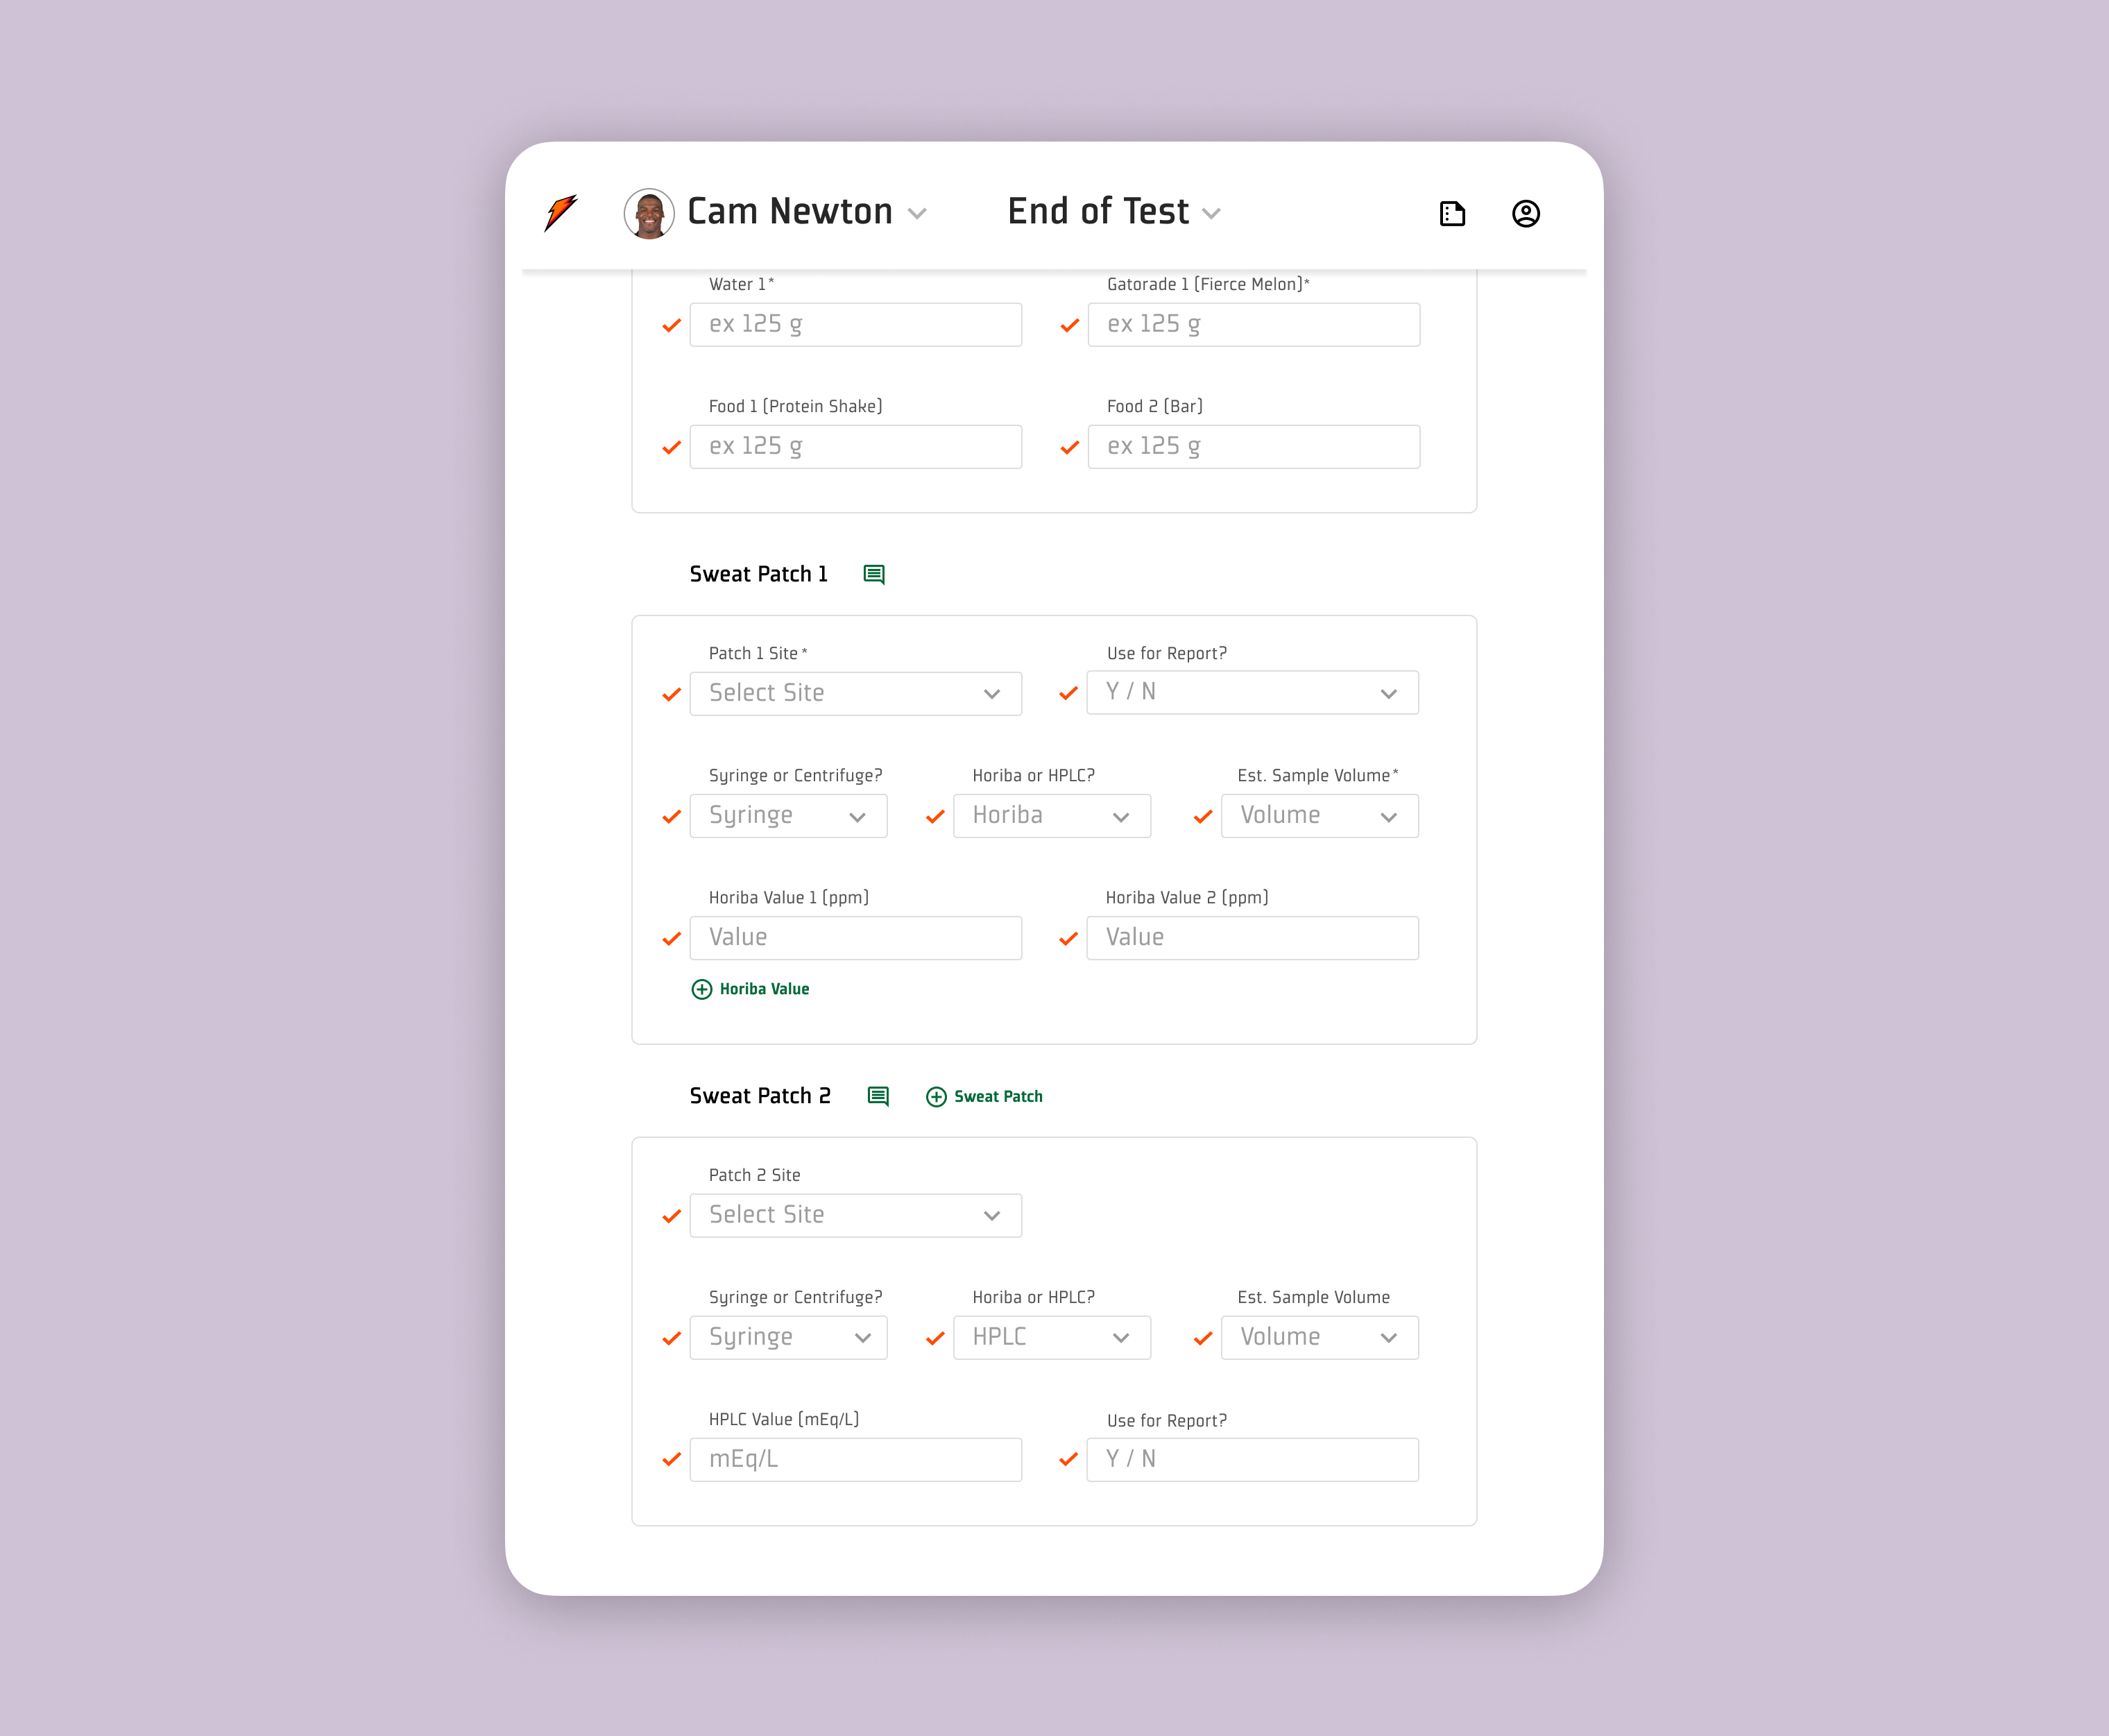 Cam Newton End of Test
Water 1* Gatorade 1 (Fierce Melon)*
ex 125 g ex 125 g
Food 1 (Protein Shake) Food 2 (Bar)
ex 125 g ex 125 g
Sweat Patch 1
Patch 1 Site* Use for Report?
Select Site Y / N
Syringe or Centrifuge? Horiba or HPLC? Est. Sample Volume*
Syringe Horiba Volume
Horiba Value 1 (ppm) Horiba Value 2 (ppm)
Value Value
Horiba Value
Sweat Patch 2 Sweat Patch
Patch 2 Site
Select Site
Syringe or Centrifuge? Horiba or HPLC? Est. Sample Volume
Syringe HPLC Volume
HPLC Value (mEq/L) Use for Report?
mEq/L Y / N